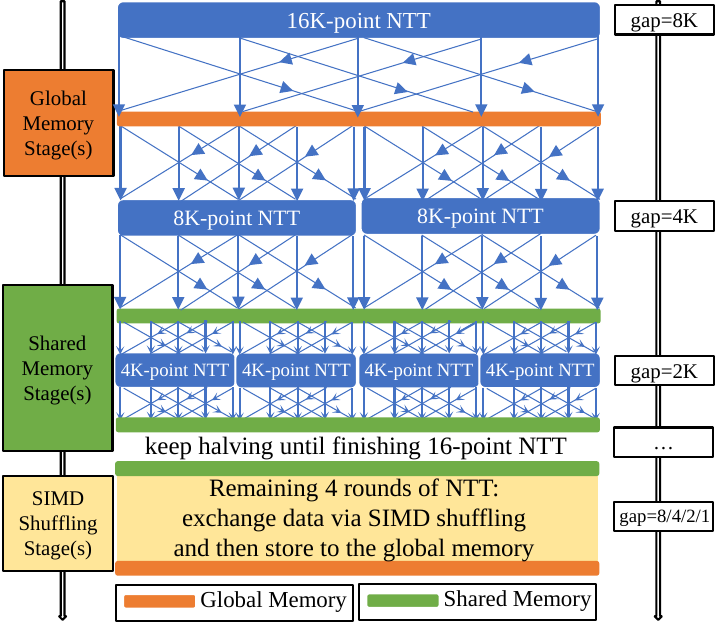 16K-point NTT
gap=8K
Global
Memory
Stage(s)
8K-point NTT
8K-point NTT
gap=4K
Shared
Memory
Stage(s)
4K-point NTT
4K-point NTT
4K-point NTT
4K-point NTT
gap=2K
keep halving until finishing 16-point NTT
...
SIMD
Shuffling
Stage(s)
Remaining 4 rounds of NTT:
exchange data via SIMD shuffling
and then store to the global memory
gap=8/4/2/1
Global Memory
Shared Memory